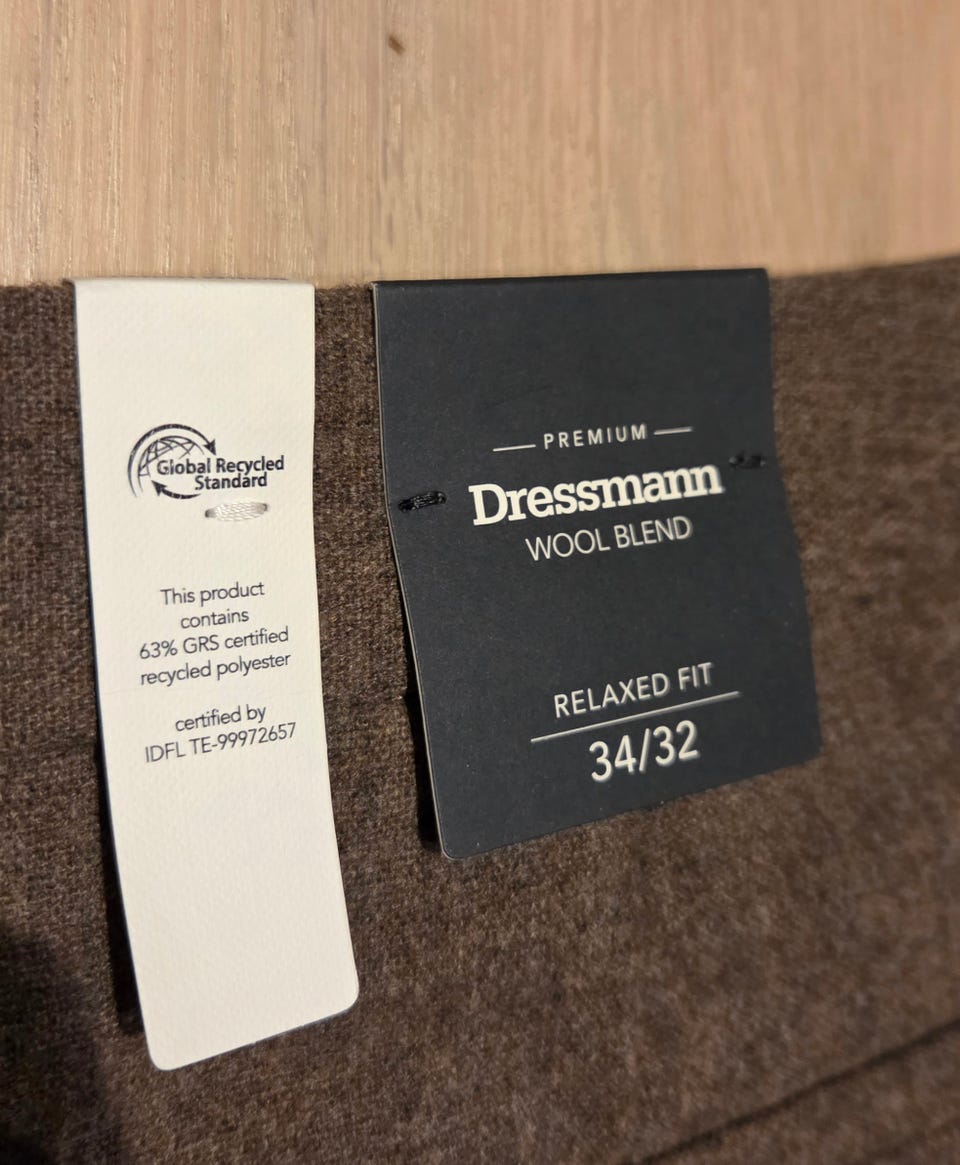 Global Recycled
Standard
This product
contains
63% GRS certified
recycled polyester
certified by
IDFL TE-99972657
PREMIUM
Dressmann
WOOL BLEND
RELAXED FIT
34/32